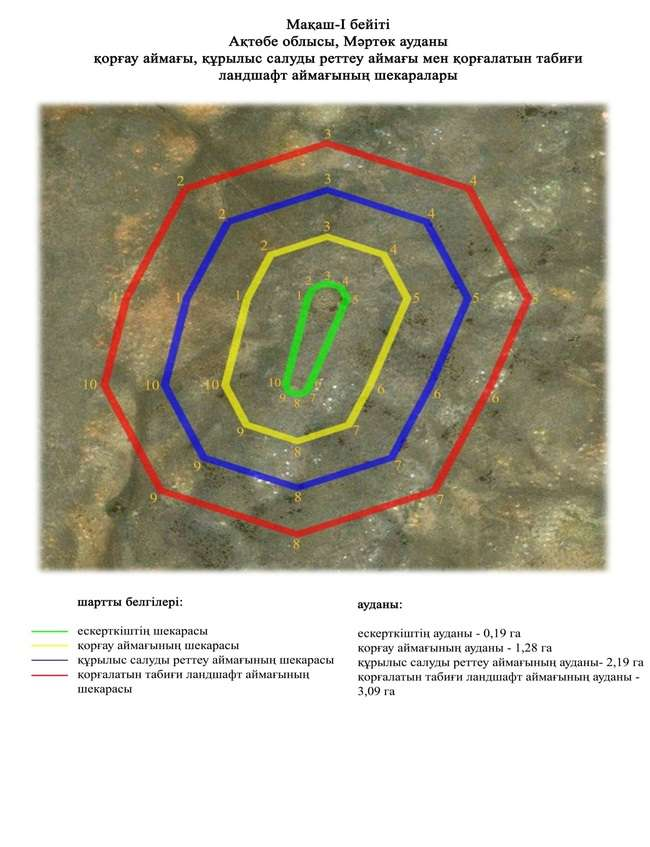 Мақаш-I бейіті
Ақтөбе облысы, Мәртөк ауданы
қорғау аймағы, құрылыс салуды реттеу аймағы мен қорғалатын табиғи
ландшафт аймағының шекаралары
3
2
4
3
2
4
3
2
4
3
2
4
1
1
1
1
5
5
5
5
10
10
10
10
6
6
6
6
9
8
7
9
7
8
9
7
8
9
7
8
шартты белгілері:
ескерткіштің шекарасы
қорғау аймағының шекарасы
құрылыс салуды реттеу аймағының шекарасы
қорғалатын табиғи ландшафт аймағының
шекарасы
ауданы:
ескерткіштің ауданы - 0,19 га
қорғау аймағының ауданы - 1,28 га
құрылыс салуды реттеу аймағының ауданы- 2,19 га
қорғалатын табиғи ландшафт аймағының ауданы -
3,09 га